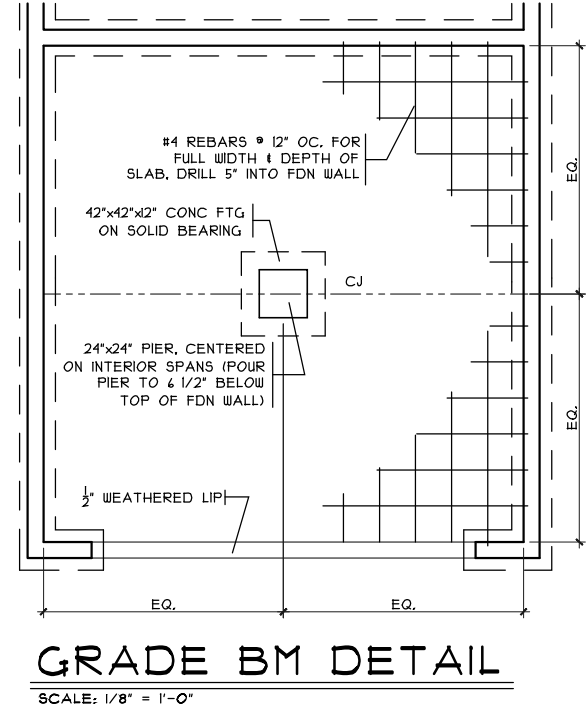 #4 REBARS @ 12" OC. FOR
FULL WIDTH & DEPTH OF
SLAB, DRILL 5" INTO FDN WALL
EQ.
42"x42"x12" CONC FTG
ON SOLID BEARING
CJ
24"x24" PIER, CENTERED
ON INTERIOR SPANS (POUR
PIER TO 6 1/2" BELOW
TOP OF FDN WALL)
EQ.
1/2" WEATHERED LIP
EQ.
EQ.
GRADE BM DETAIL
SCALE: 1/8" = 1'-0"